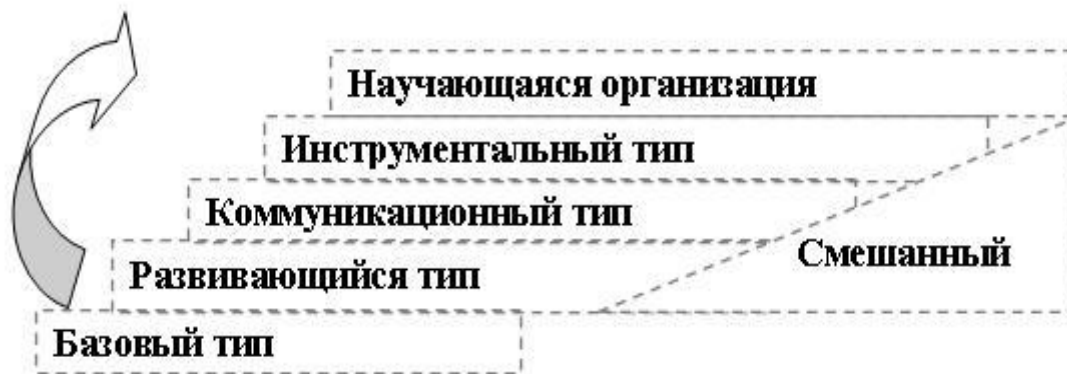 Научающаяся организация
Инструментальный тип
Коммуникационный тип
Смешанный
Развивающийся тип
Базовый тип